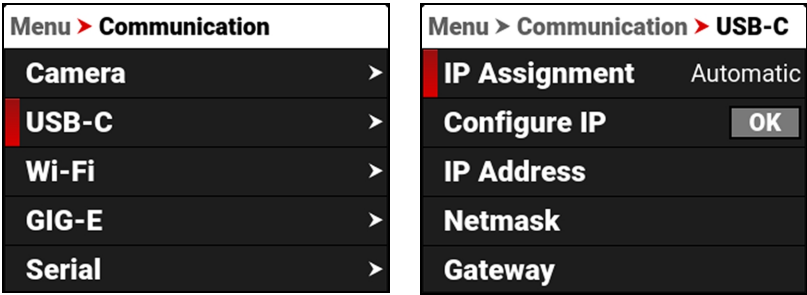 Menu ➤ Communication
Camera ➤
USB-C ➤
Wi-Fi ➤
GIG-E ➤
Serial ➤
Menu ➤ Communication ➤ USB-C
IP Assignment Automatic
Configure IP OK
IP Address
Netmask
Gateway